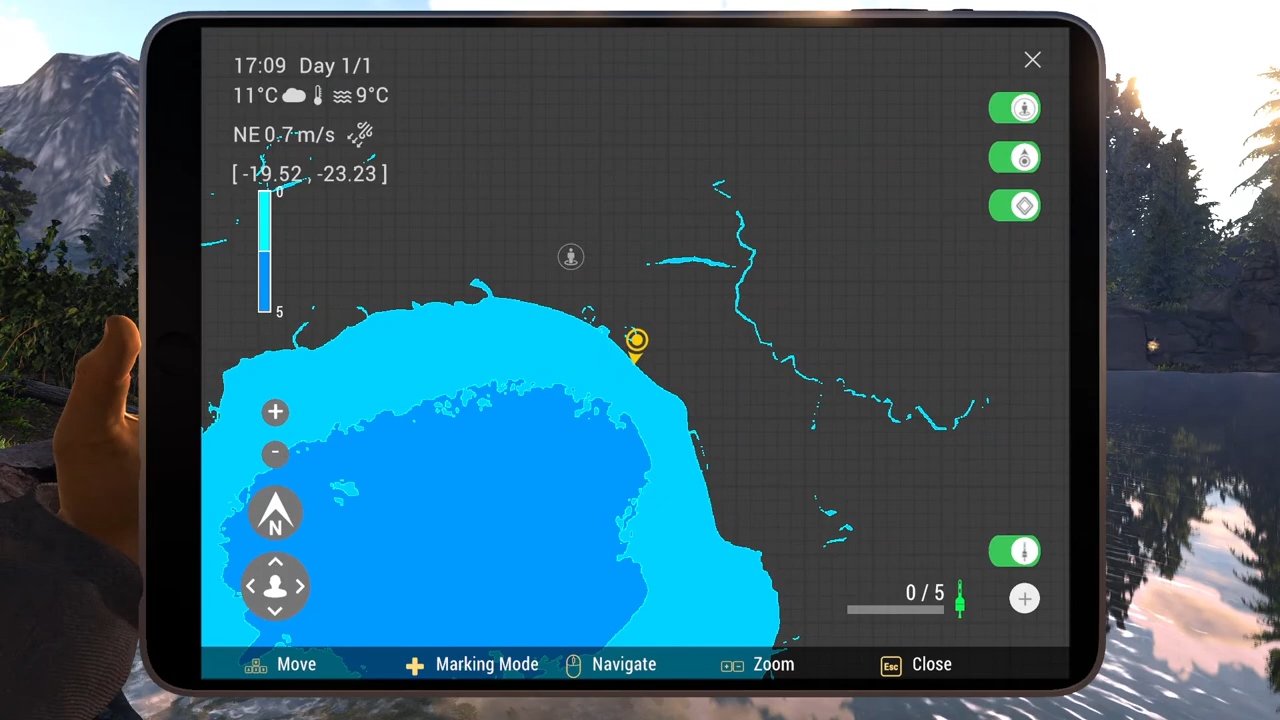 17:09 Day 1/1
11°C 9°C
NE 0.7 m/s
[ -19.52 , -23.23 ]
0
5
+
-
N
0 / 5
+
Move
Marking Mode
Navigate
Zoom
Esc Close